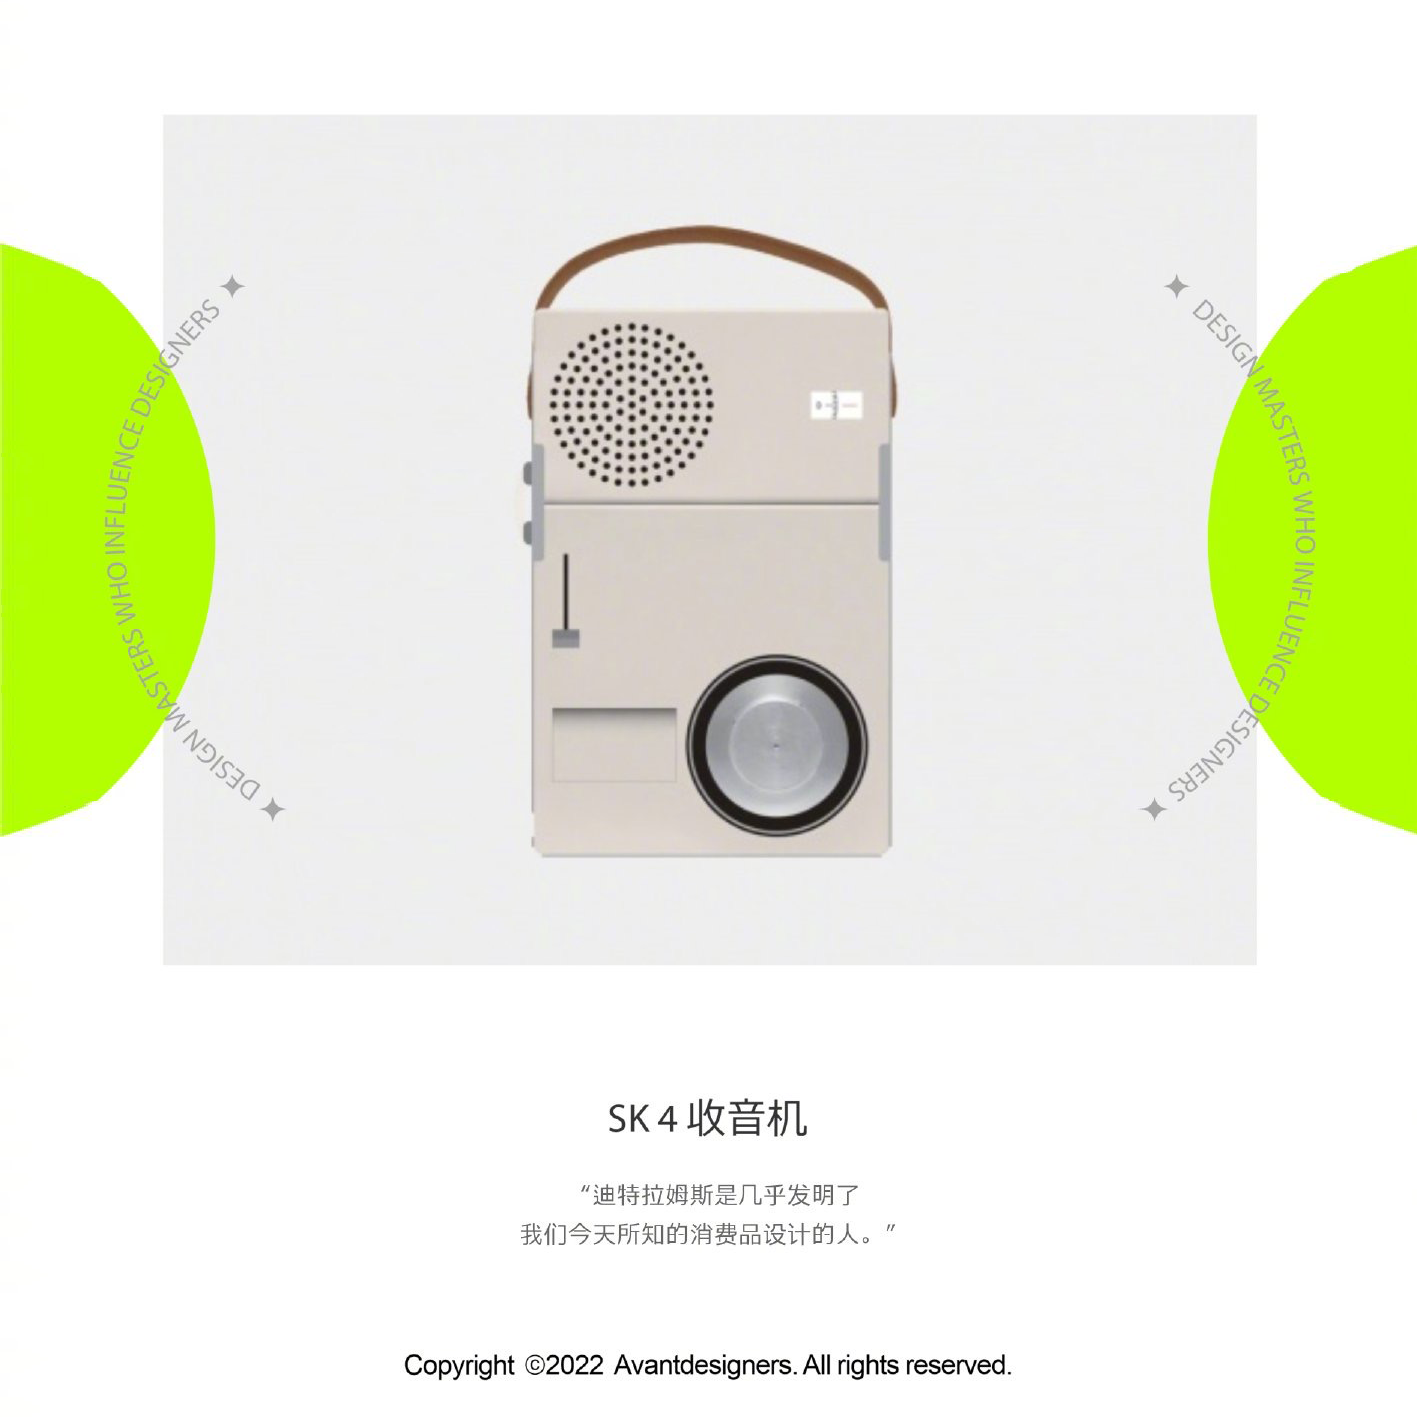 DESIGN MASTERS WHO INFLUENCE DESIGNERS
DESIGN MASTERS WHO INFLUENCE DESIGNERS
SK 4 收音机
“迪特拉姆斯是几乎发明了
我们今天所知的消费品设计的人。”
Copyright ©2022 Avantdesigners. All rights reserved.